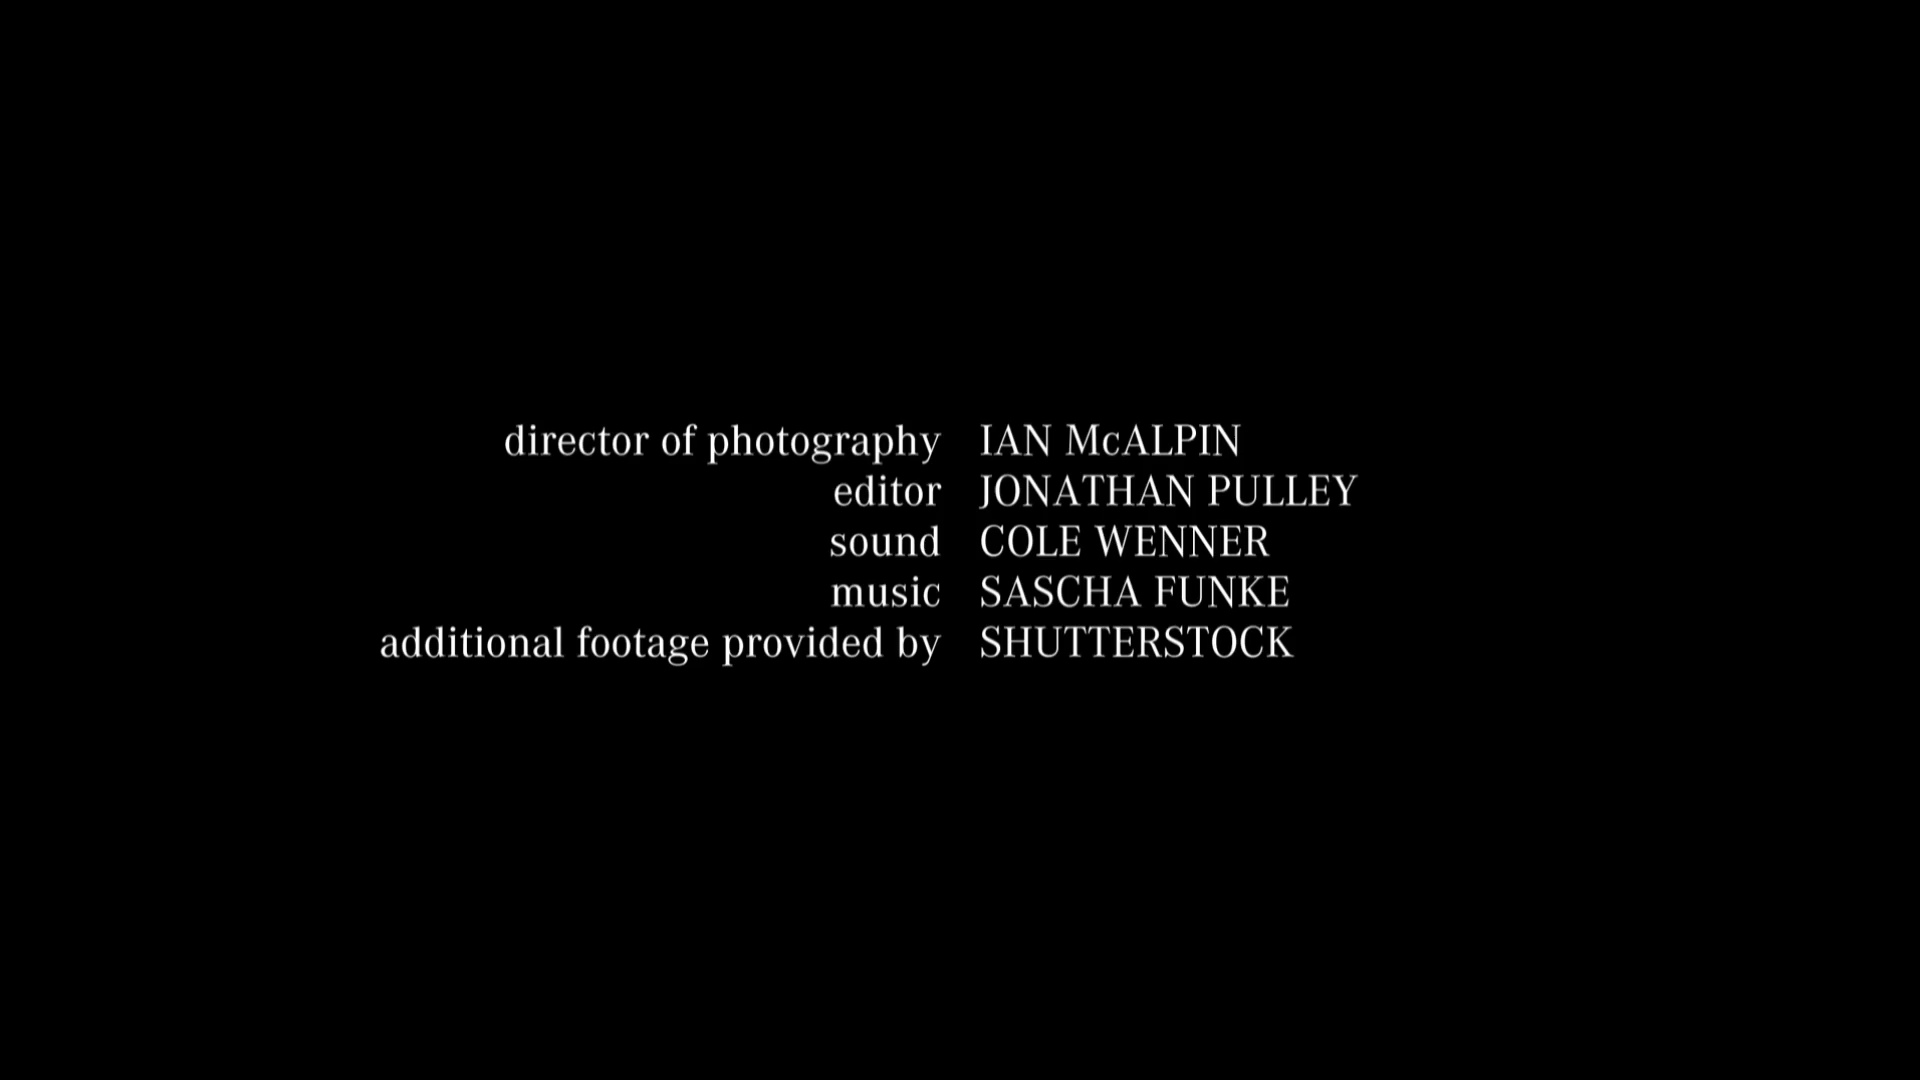 director of photography IAN McALPIN
editor JONATHAN PULLEY
sound COLE WENNER
music SASCHA FUNKE
additional footage provided by SHUTTERSTOCK